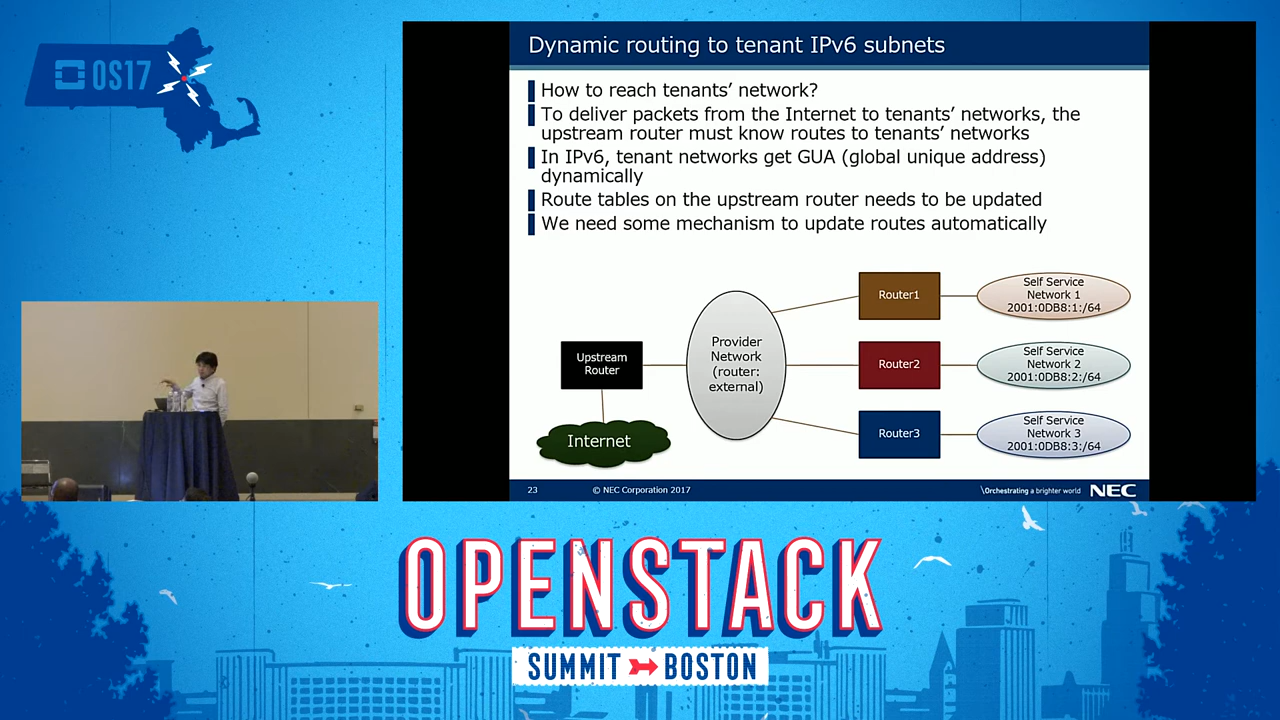 OS17
Dynamic routing to tenant IPv6 subnets
How to reach tenants’ network?
To deliver packets from the Internet to tenants’ networks, the
upstream router must know routes to tenants’ networks
In IPv6, tenant networks get GUA (global unique address)
dynamically
Route tables on the upstream router needs to be updated
We need some mechanism to update routes automatically
Upstream
Router
Internet
Provider
Network
(router:
external)
Router1
Self Service
Network 1
2001:0DB8:1:/64
Router2
Self Service
Network 2
2001:0DB8:2:/64
Router3
Self Service
Network 3
2001:0DB8:3:/64
23
© NEC Corporation 2017
\Orchestrating a brighter world
NEC
OPENSTACK
SUMMIT BOSTON